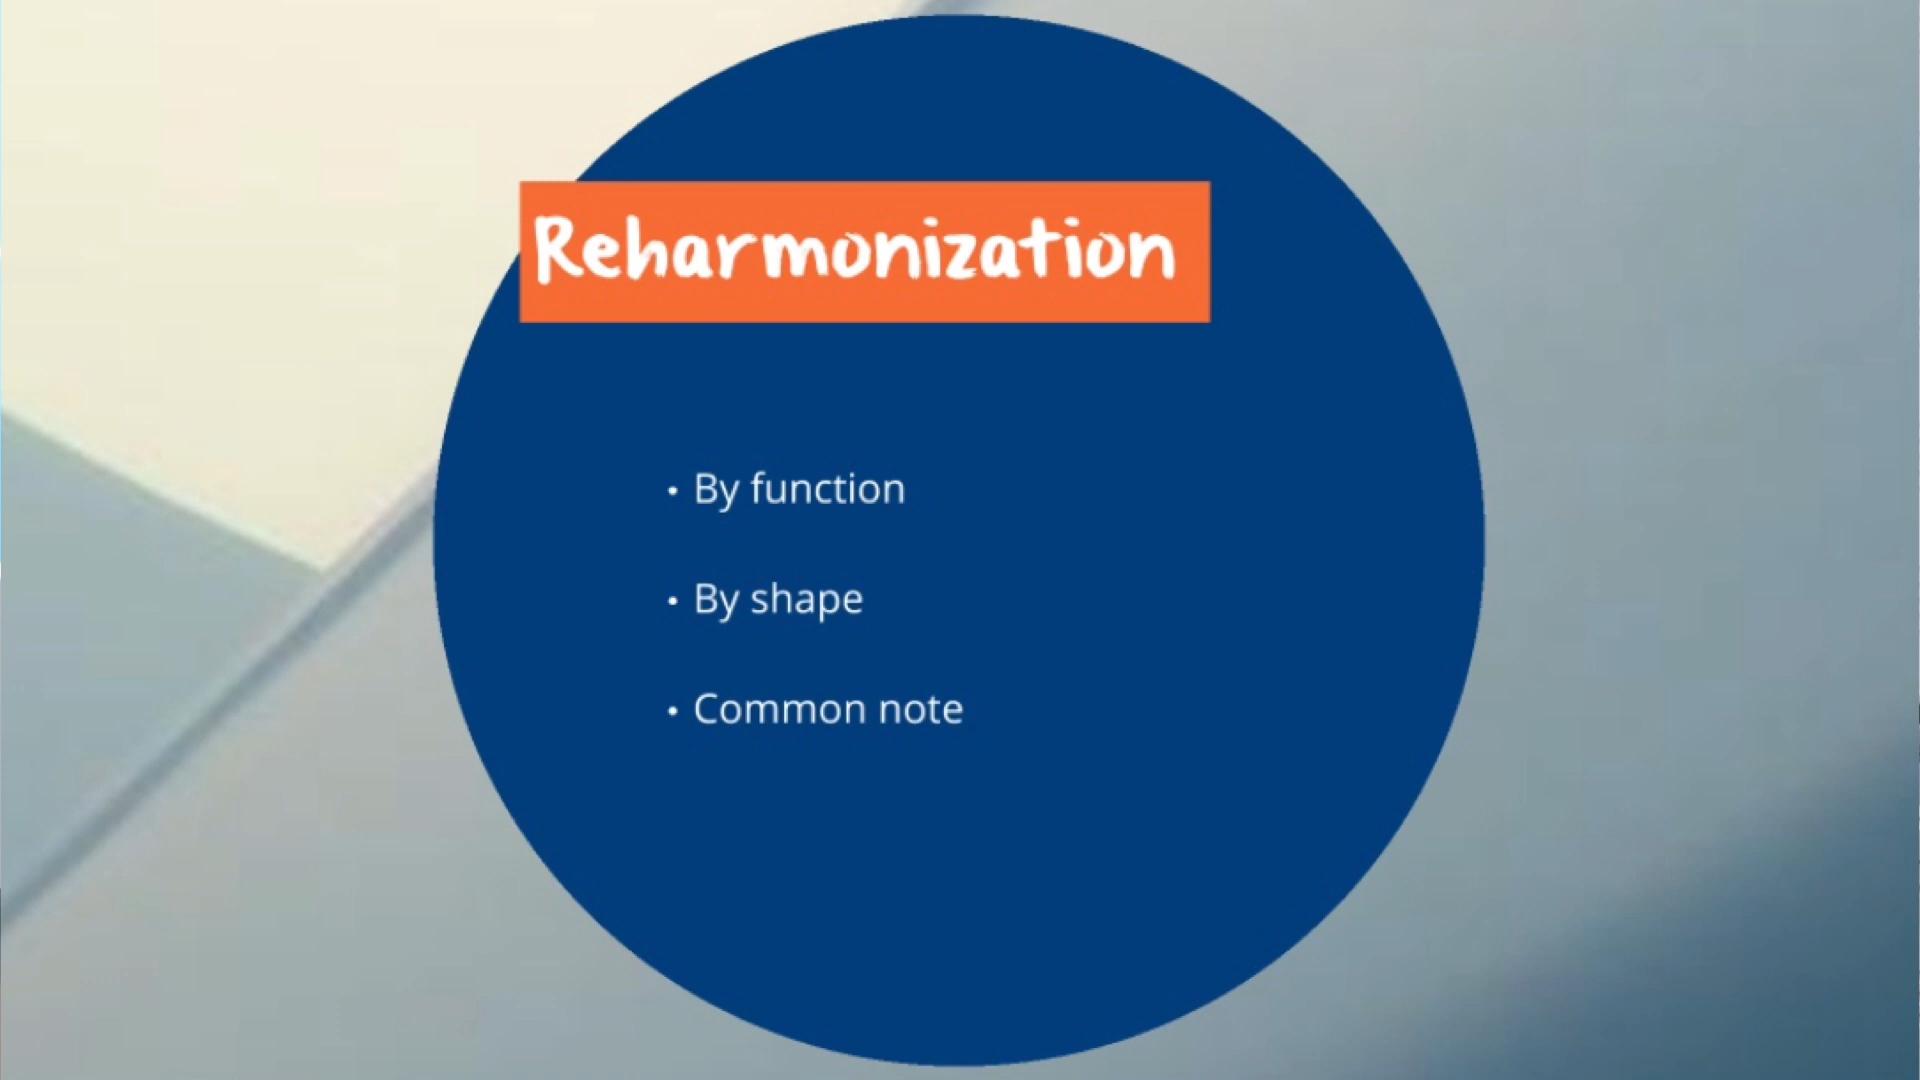 Reharmonization
• By function
• By shape
• Common note